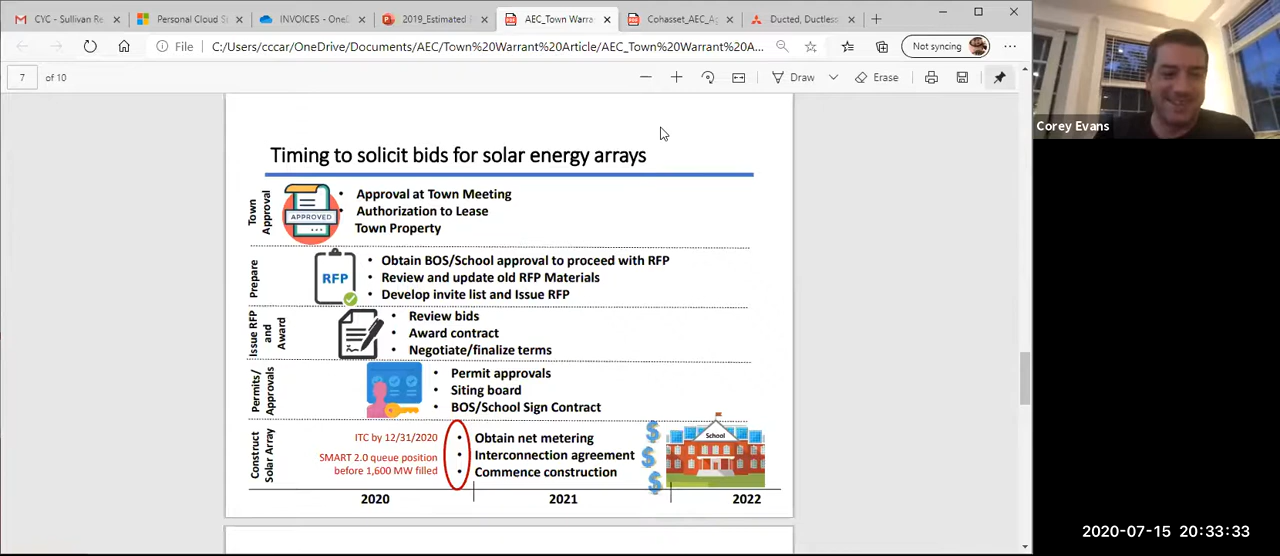 CYC - Sullivan Re
Personal Cloud S
INVOICES - OneD
2019_Estimated
AEC_Town Warra
Cohasset_AEC_A
Ducted, Ductless
File
C:/Users/cccar/OneDrive/Documents/AEC/Town%20Warrant%20Article/AEC_Town%20Warrant%20A...
Not syncing
7 of 10
Draw
Erase
Corey Evans
Timing to solicit bids for solar energy arrays
Town
Approval
APPROVED
• Approval at Town Meeting
• Authorization to Lease
Town Property
Prepare
RFP
• Obtain BOS/School approval to proceed with RFP
• Review and update old RFP Materials
• Develop invite list and Issue RFP
Issue RFP
and
Award
• Review bids
• Award contract
• Negotiate/finalize terms
Permits/
Approvals
• Permit approvals
• Siting board
• BOS/School Sign Contract
Construct
Solar Array
ITC by 12/31/2020
SMART 2.0 queue position
before 1,600 MW filled
• Obtain net metering
• Interconnection agreement
• Commence construction
$
$
$
School
2020
2021
2022
2020-07-15 20:33:33